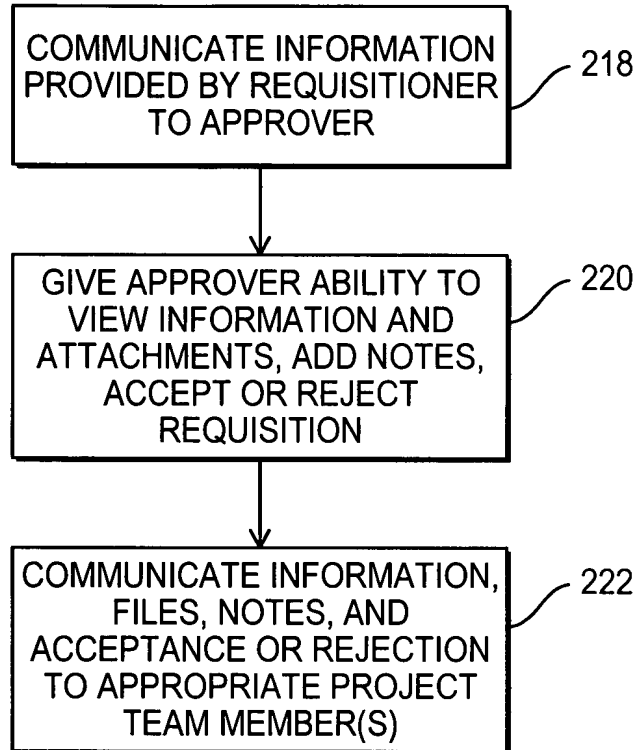 COMMUNICATE INFORMATION
PROVIDED BY REQUISITIONER
TO APPROVER
218
GIVE APPROVER ABILITY TO
VIEW INFORMATION AND
ATTACHMENTS, ADD NOTES,
ACCEPT OR REJECT
REQUISITION
220
COMMUNICATE INFORMATION,
FILES, NOTES, AND
ACCEPTANCE OR REJECTION
TO APPROPRIATE PROJECT
TEAM MEMBER(S)
222